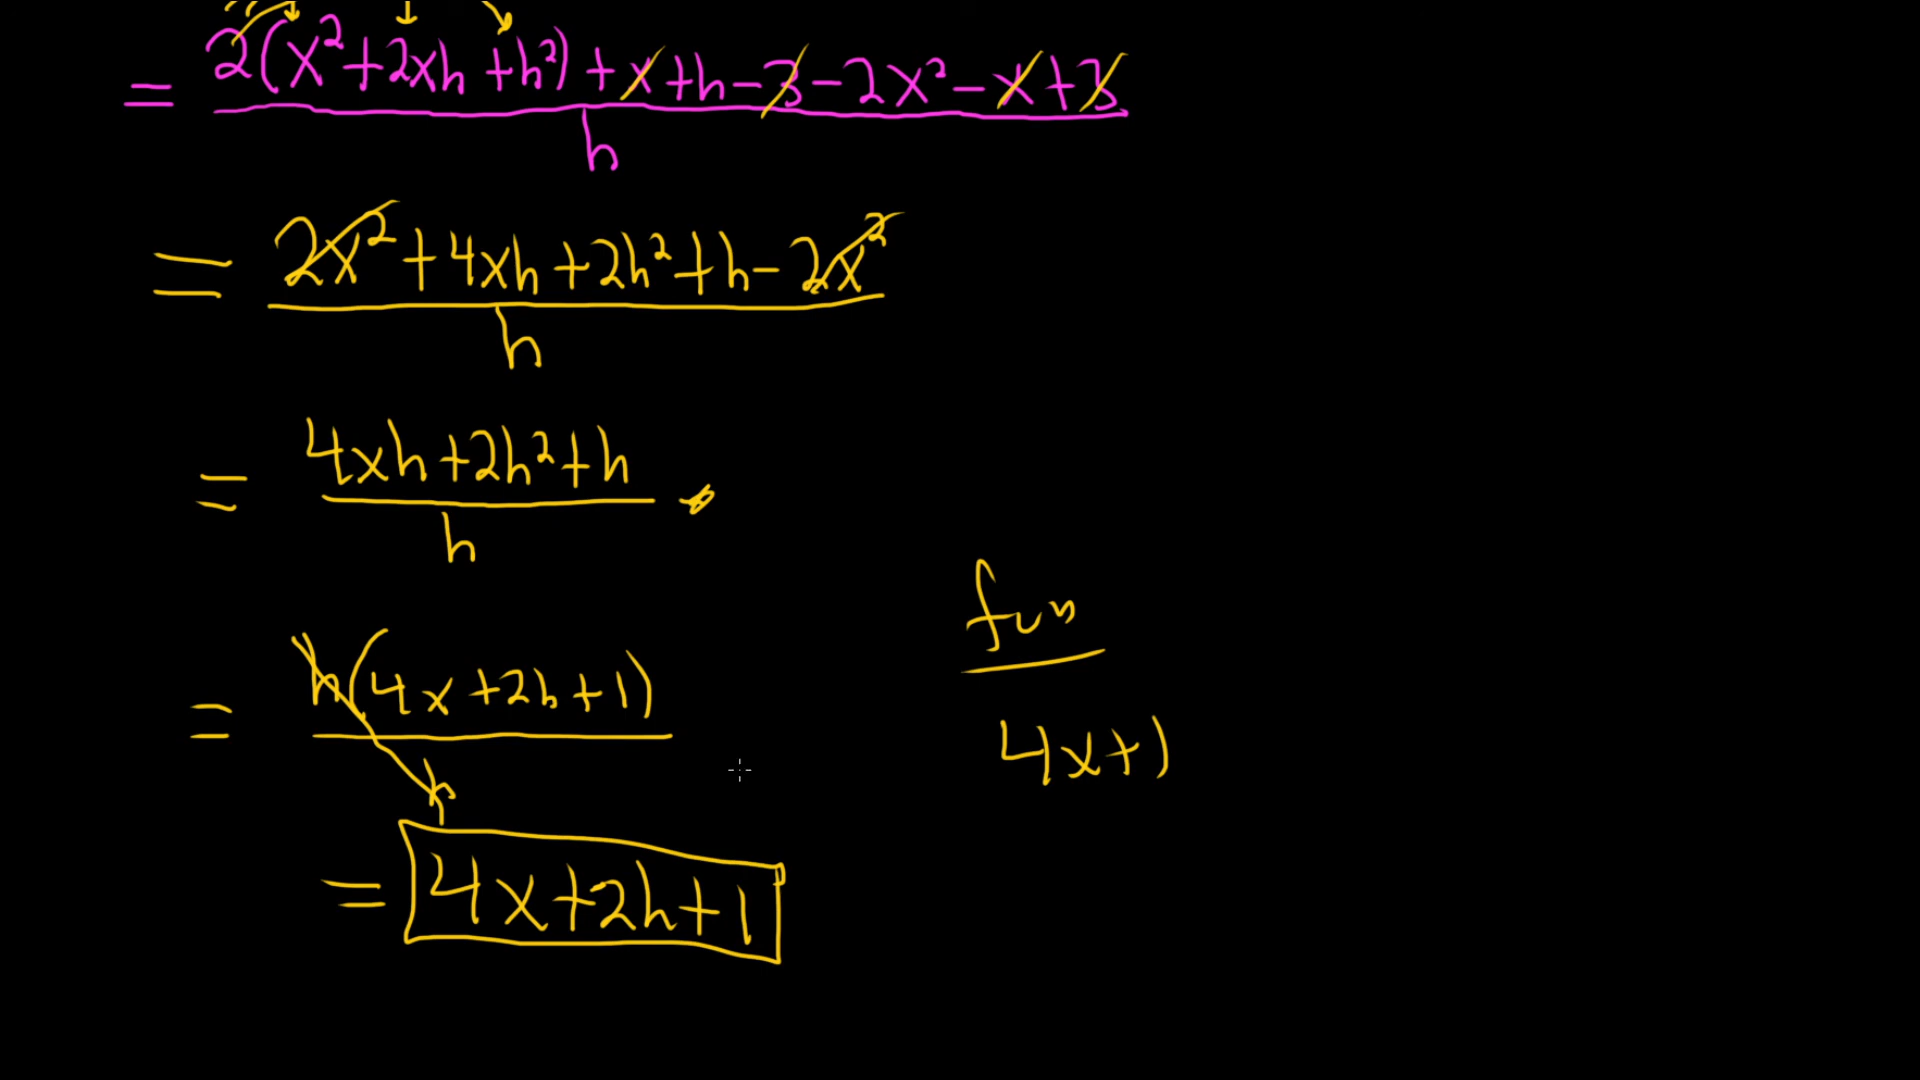 = 2(x²+2xh+h²)+x+h-3-2x²-x+3
h
= 2x²+4xh+2h²+h-2x²
h
= 4xh+2h²+h
h
fun
= h(4x+2h+1)
h
4x+1
= 4x+2h+1